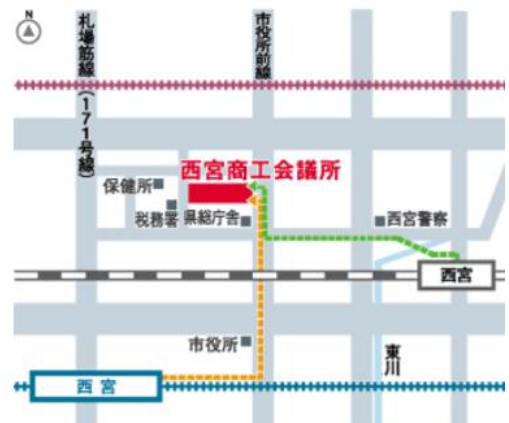 N
札場筋線（171号線）
市役所前線
西宮商工会議所
保健所
税務署
県総庁舎
西宮警察
西宮
市役所
東川
西宮